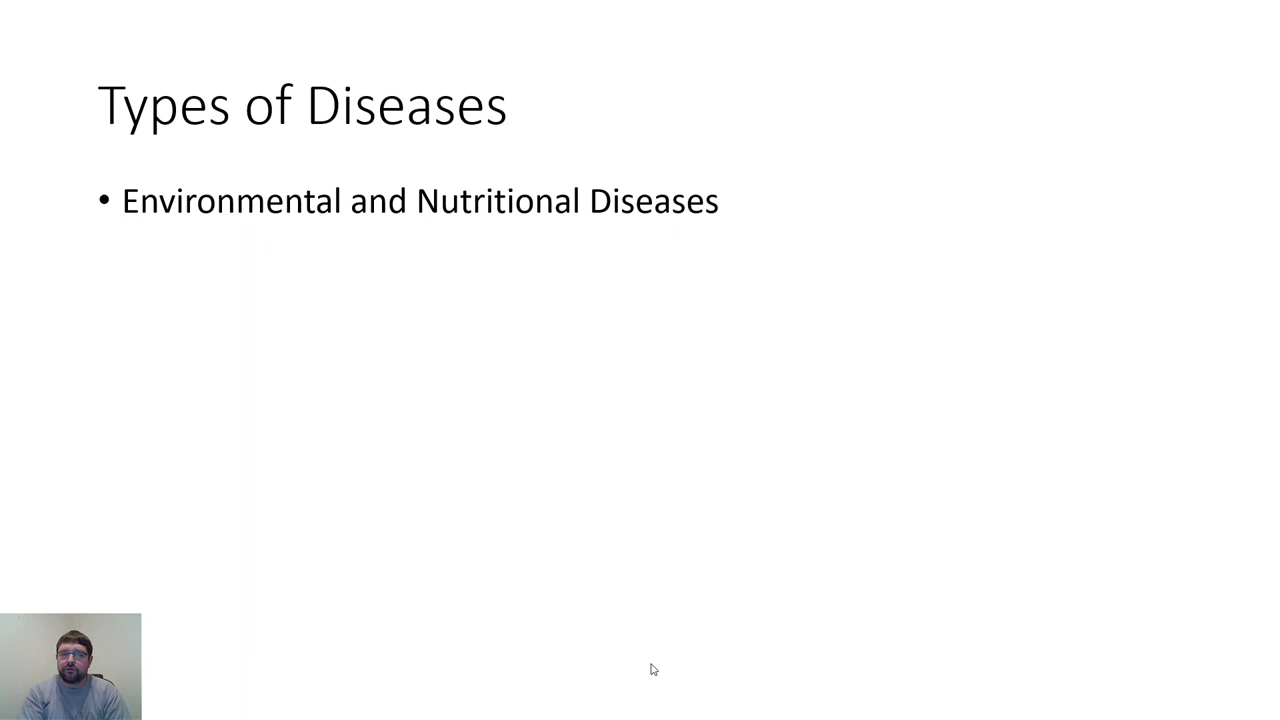 Types of Diseases
• Environmental and Nutritional Diseases